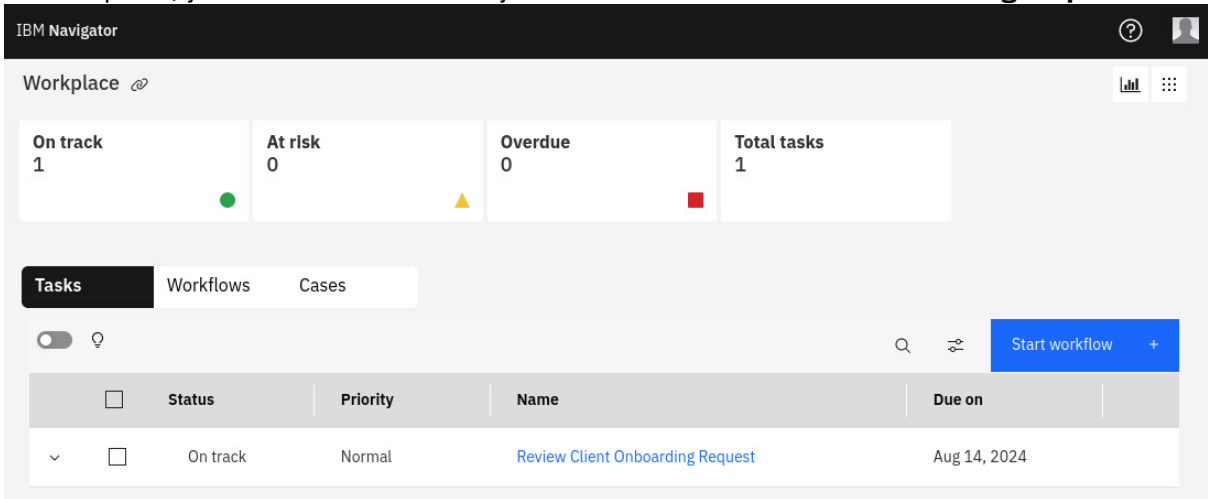 IBM Navigator
Workplace
On track
1
At risk
0
Overdue
0
Total tasks
1
Tasks Workflows Cases
Start workflow +
Status Priority Name Due on
On track Normal Review Client Onboarding Request Aug 14, 2024